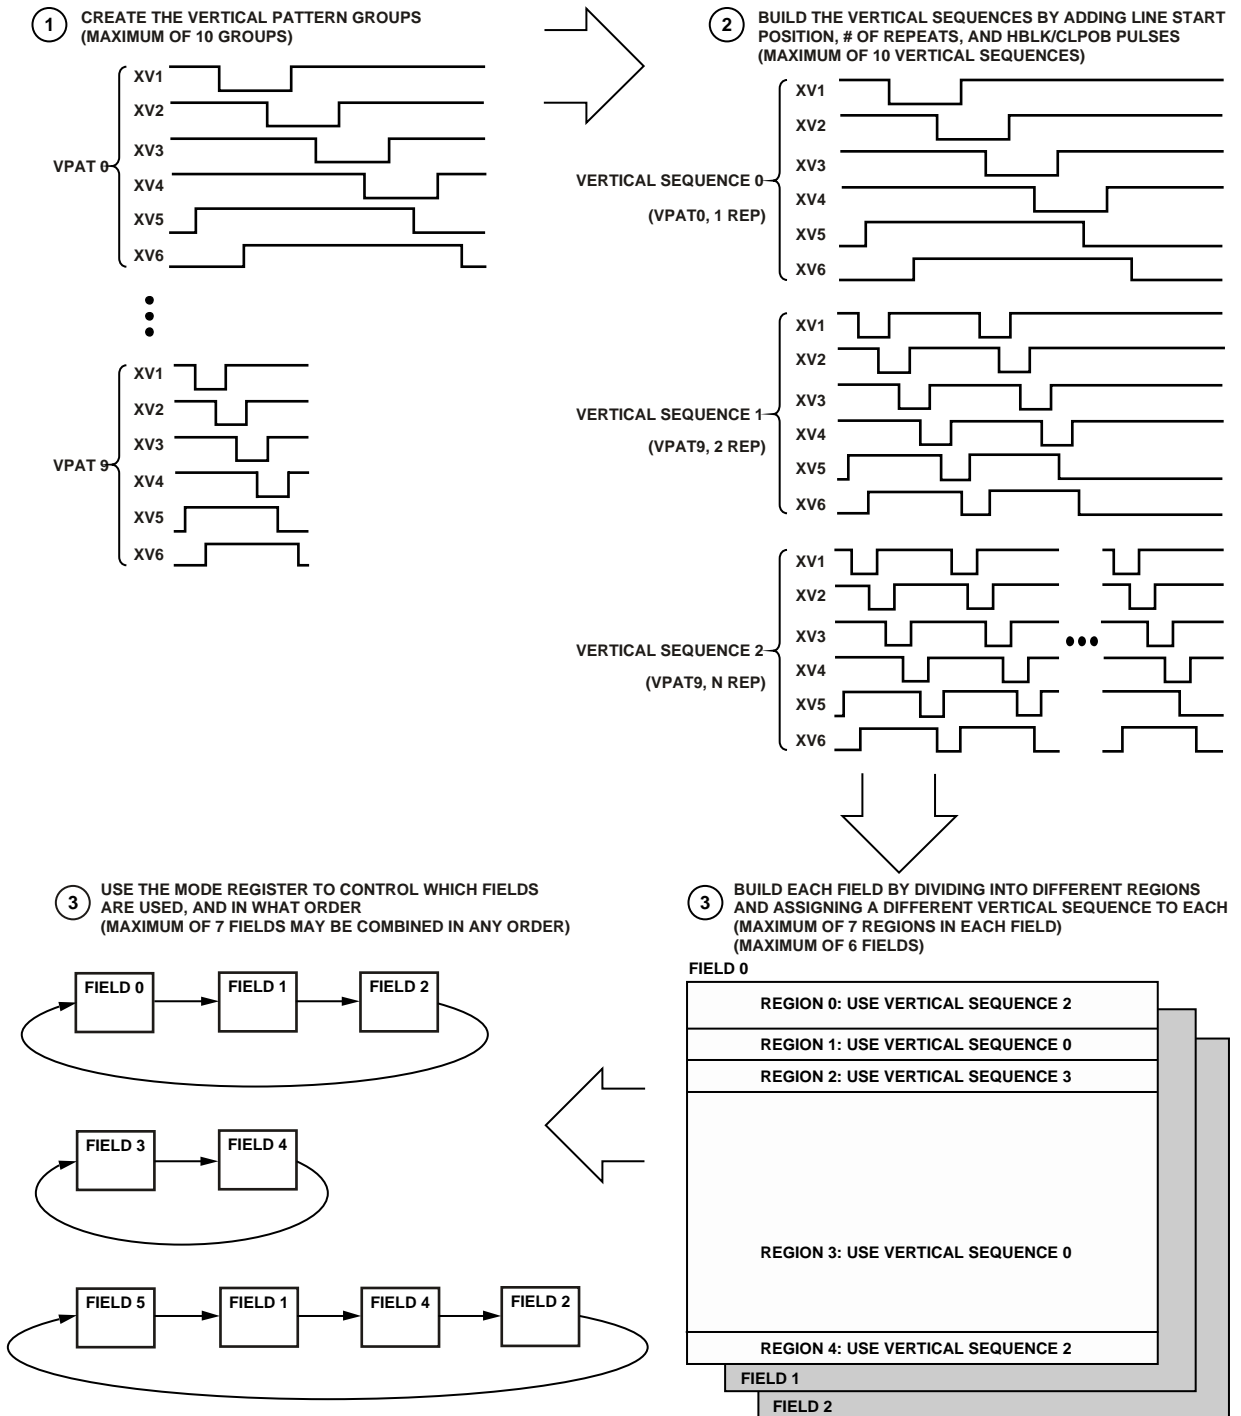 1 CREATE THE VERTICAL PATTERN GROUPS
(MAXIMUM OF 10 GROUPS)
XV1
XV2
XV3
VPAT 0
XV4
XV5
XV6
XV1
XV2
XV3
VPAT 9
XV4
XV5
XV6
2 BUILD THE VERTICAL SEQUENCES BY ADDING LINE START
POSITION, # OF REPEATS, AND HBLK/CLPOB PULSES
(MAXIMUM OF 10 VERTICAL SEQUENCES)
XV1
XV2
XV3
VERTICAL SEQUENCE 0
XV4
(VPAT0, 1 REP)
XV5
XV6
XV1
XV2
XV3
VERTICAL SEQUENCE 1
XV4
(VPAT9, 2 REP)
XV5
XV6
XV1
XV2
XV3
VERTICAL SEQUENCE 2
XV4
(VPAT9, N REP)
XV5
XV6
3 USE THE MODE REGISTER TO CONTROL WHICH FIELDS
ARE USED, AND IN WHAT ORDER
(MAXIMUM OF 7 FIELDS MAY BE COMBINED IN ANY ORDER)
FIELD 0
FIELD 1
FIELD 2
FIELD 3
FIELD 4
FIELD 5
FIELD 1
FIELD 4
FIELD 2
3 BUILD EACH FIELD BY DIVIDING INTO DIFFERENT REGIONS
AND ASSIGNING A DIFFERENT VERTICAL SEQUENCE TO EACH
(MAXIMUM OF 7 REGIONS IN EACH FIELD)
(MAXIMUM OF 6 FIELDS)
FIELD 0
REGION 0: USE VERTICAL SEQUENCE 2
REGION 1: USE VERTICAL SEQUENCE 0
REGION 2: USE VERTICAL SEQUENCE 3
REGION 3: USE VERTICAL SEQUENCE 0
REGION 4: USE VERTICAL SEQUENCE 2
FIELD 1
FIELD 2